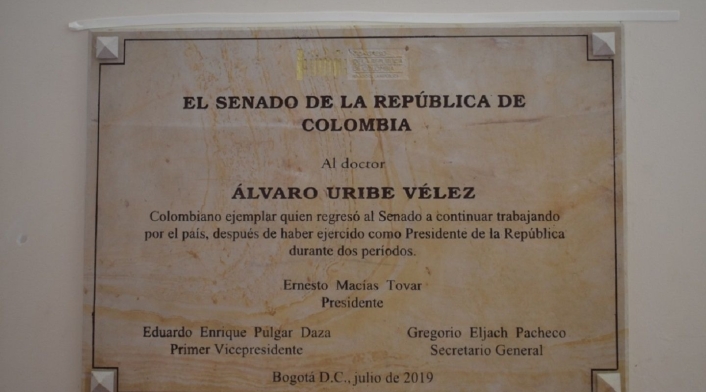 EL SENADO DE LA REPÚBLICA DE
COLOMBIA
Al doctor
ÁLVARO URIBE VÉLEZ
Colombiano ejemplar quien regresó al Senado a continuar trabajando
por el país, después de haber ejercido como Presidente de la República
durante dos periodos.
Ernesto Macías Tovar
Presidente
Eduardo Enrique Pulgar Daza
Primer Vicepresidente
Gregorio Eljach Pacheco
Secretario General
Bogotá D.C., julio de 2019